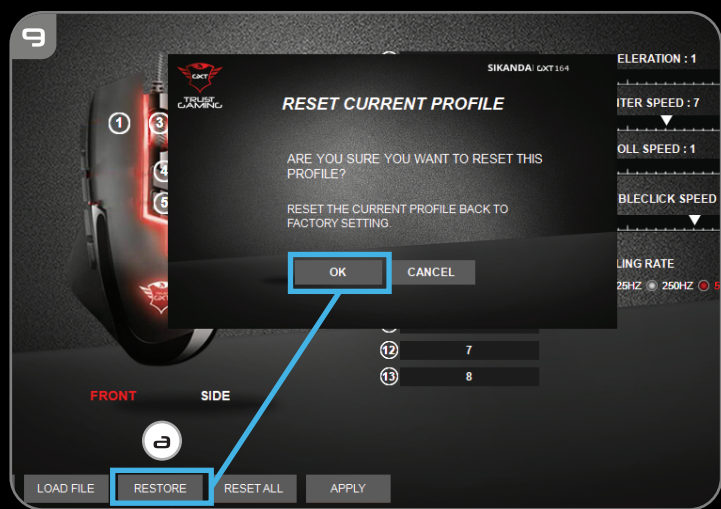 9
SIKANDA GXT 164
GXT
TRUST
GAMING
RESET CURRENT PROFILE
ARE YOU SURE YOU WANT TO RESET THIS
PROFILE?
RESET THE CURRENT PROFILE BACK TO
FACTORY SETTING.
OK CANCEL
1 3
4
5
GXT
ELERATION : 1
TER SPEED : 7
OLL SPEED : 1
BLECLICK SPEED
LING RATE
25HZ 250HZ 5
12 7
13 8
FRONT SIDE
a
LOAD FILE RESTORE RESET ALL APPLY